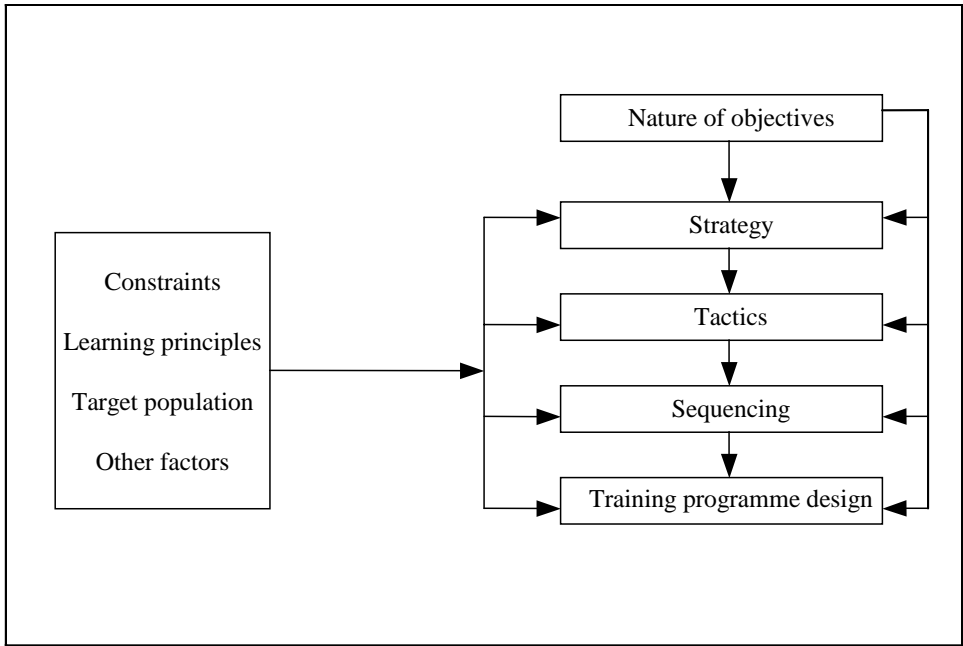 Nature of objectives
Strategy
Constraints
Learning principles
Tactics
Target population
Sequencing
Other factors
Training programme design